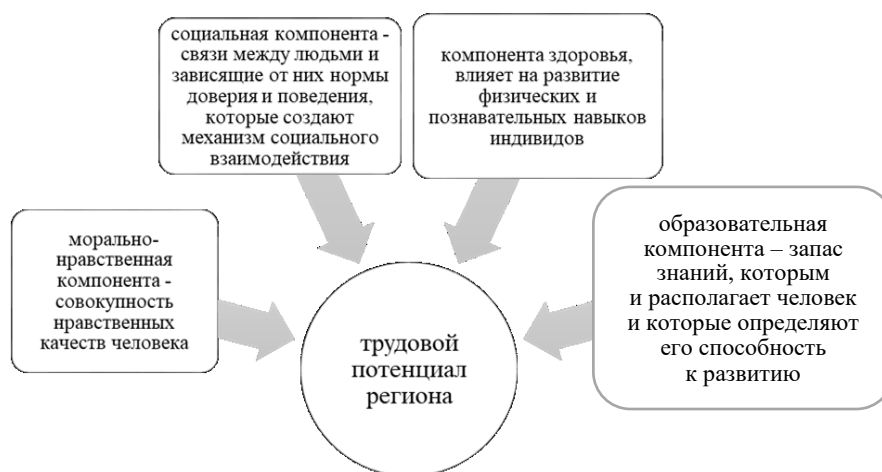 социальная компонента -
связи между людьми и
зависящие от них нормы
доверия и поведения,
которые создают
механизм социального
взаимодействия
компонента здоровья,
влияет на развитие
физических и
познавательных навыков
индивидов
морально-
нравственная
компонента -
совокупность
нравственных
качеств человека
образовательная
компонента – запас
знаний, которым
и располагает человек
и которые определяют
его способность
к развитию
трудовой
потенциал
региона